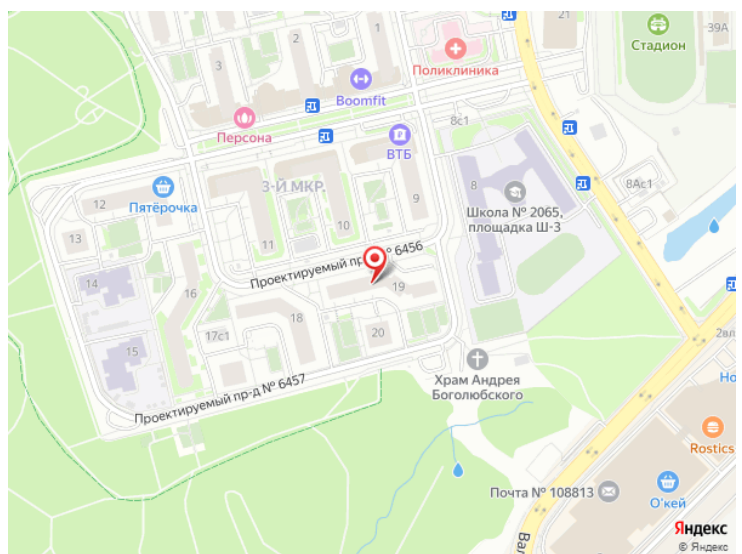 21
39А
Стадион
1
2
3
Поликлиника
Boomfit
8с1
Персона
ВТБ
3-Й МКР.
8
8Ас1
12
Пятёрочка
10
9
Школа № 2065,
площадка Ш-3
13
11
14
Проектируемый пр-д № 6456
16
19
17с1
18
20
15
2вл
Храм Андрея
Боголюбского
Проектируемый пр-д № 6457
Но
Rostics
Почта № 108813
О'кей
Ва
Яндекс
© Яндекс